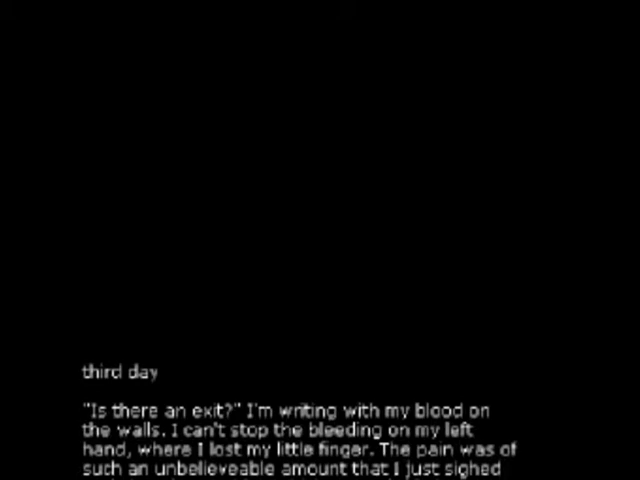 third day
"Is there an exit?" I'm writing with my blood on
the walls. I can't stop the bleeding on my left
hand, where I lost my little finger. The pain was of
such an unbelieveable amount that I just sighed